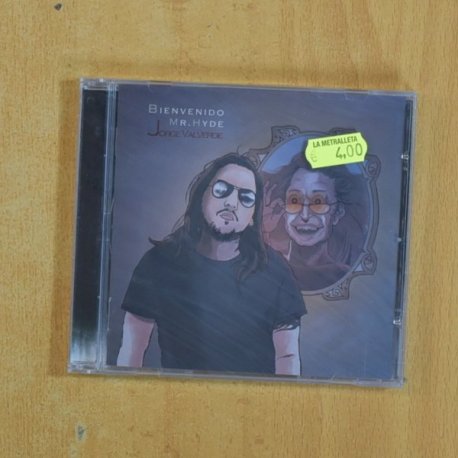 BIENVENIDO
MR. HYDE
JORGE VALVERDE
LA METRALLETA
€ 4,00